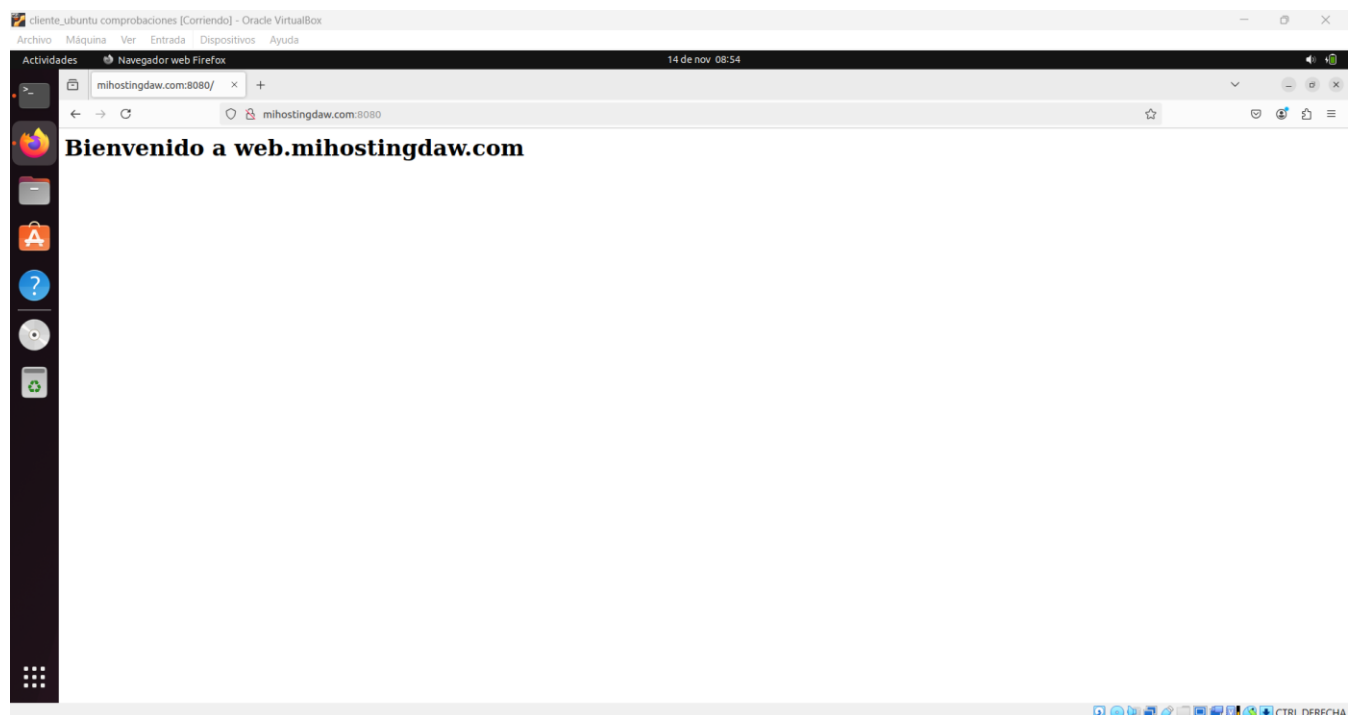 cliente_ubuntu comprobaciones [Corriendo] - Oracle VirtualBox
Archivo Máquina Ver Entrada Dispositivos Ayuda
Actividades Navegador web Firefox 14 de nov 08:54
mihostingdaw.com:8080/
mihostingdaw.com:8080
Bienvenido a web.mihostingdaw.com
CTRL DERECHA